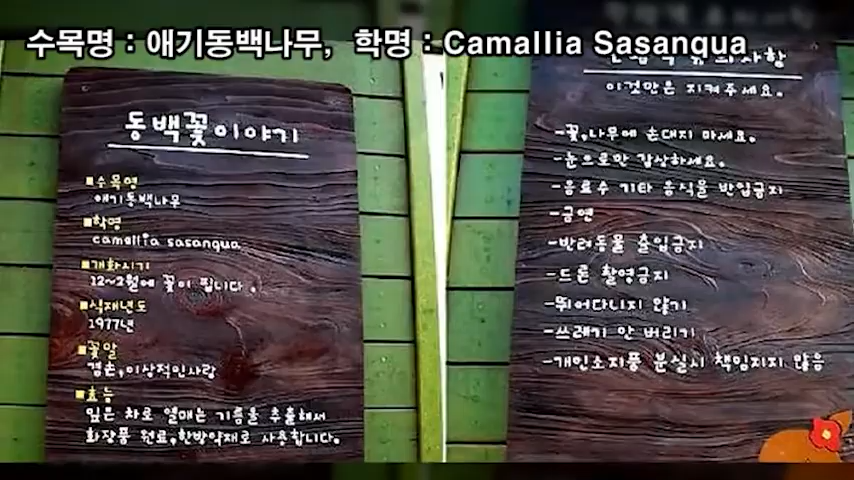 수목명 : 애기동백나무, 학명 : Camallia Sasanqua
동백꽃이야기
■수목명
애기동백나무
■학명
camallia sasanqua
■개화시기
12~2월에 꽃이 핍니다.
■식재년도
1977년
■꽃말
겸손,이상적인사랑
■효능
잎은 차로 열매는 기름을 추출해서
화장품 원료,한방약재로 사용합니다.
이것만은 지켜주세요.
-꽃,나무에 손대지 마세요.
-눈으로만 감상하세요.
-음료수 기타 음식물 반입금지
-금연
-반려동물 출입금지
-드론 촬영금지
-뛰어다니지 않기
-쓰레기 안 버리기
-개인소지품 분실시 책임지지 않음